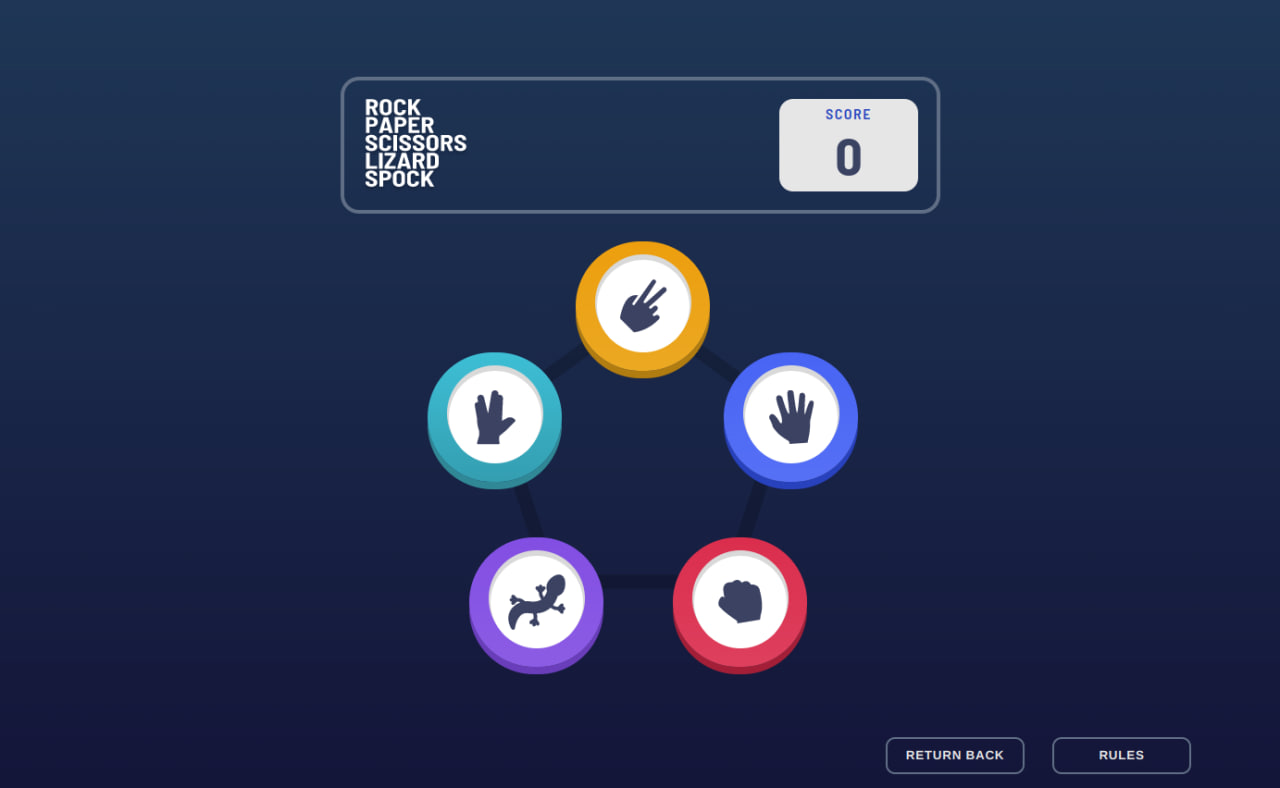 ROCK
PAPER
SCISSORS
LIZARD
SPOCK
SCORE
0
RETURN BACK
RULES